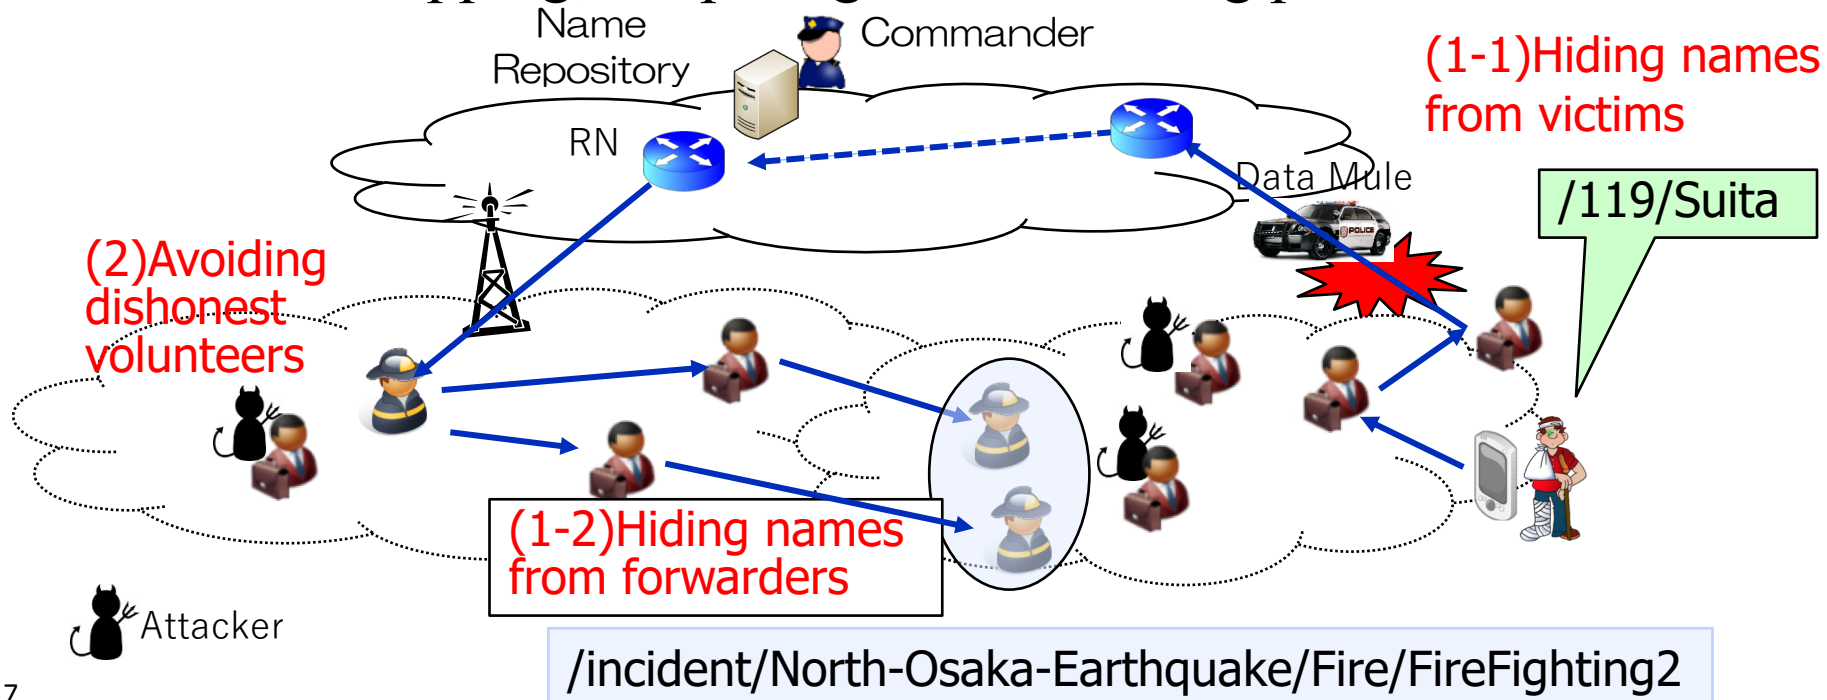 Name
Repository
Commander
(1-1)Hiding names
from victims
RN
Data Mule
/119/Suita
POLICE
(2)Avoiding
dishonest
volunteers
(1-2)Hiding names
from forwarders
Attacker
/incident/North-Osaka-Earthquake/Fire/FireFighting2
7